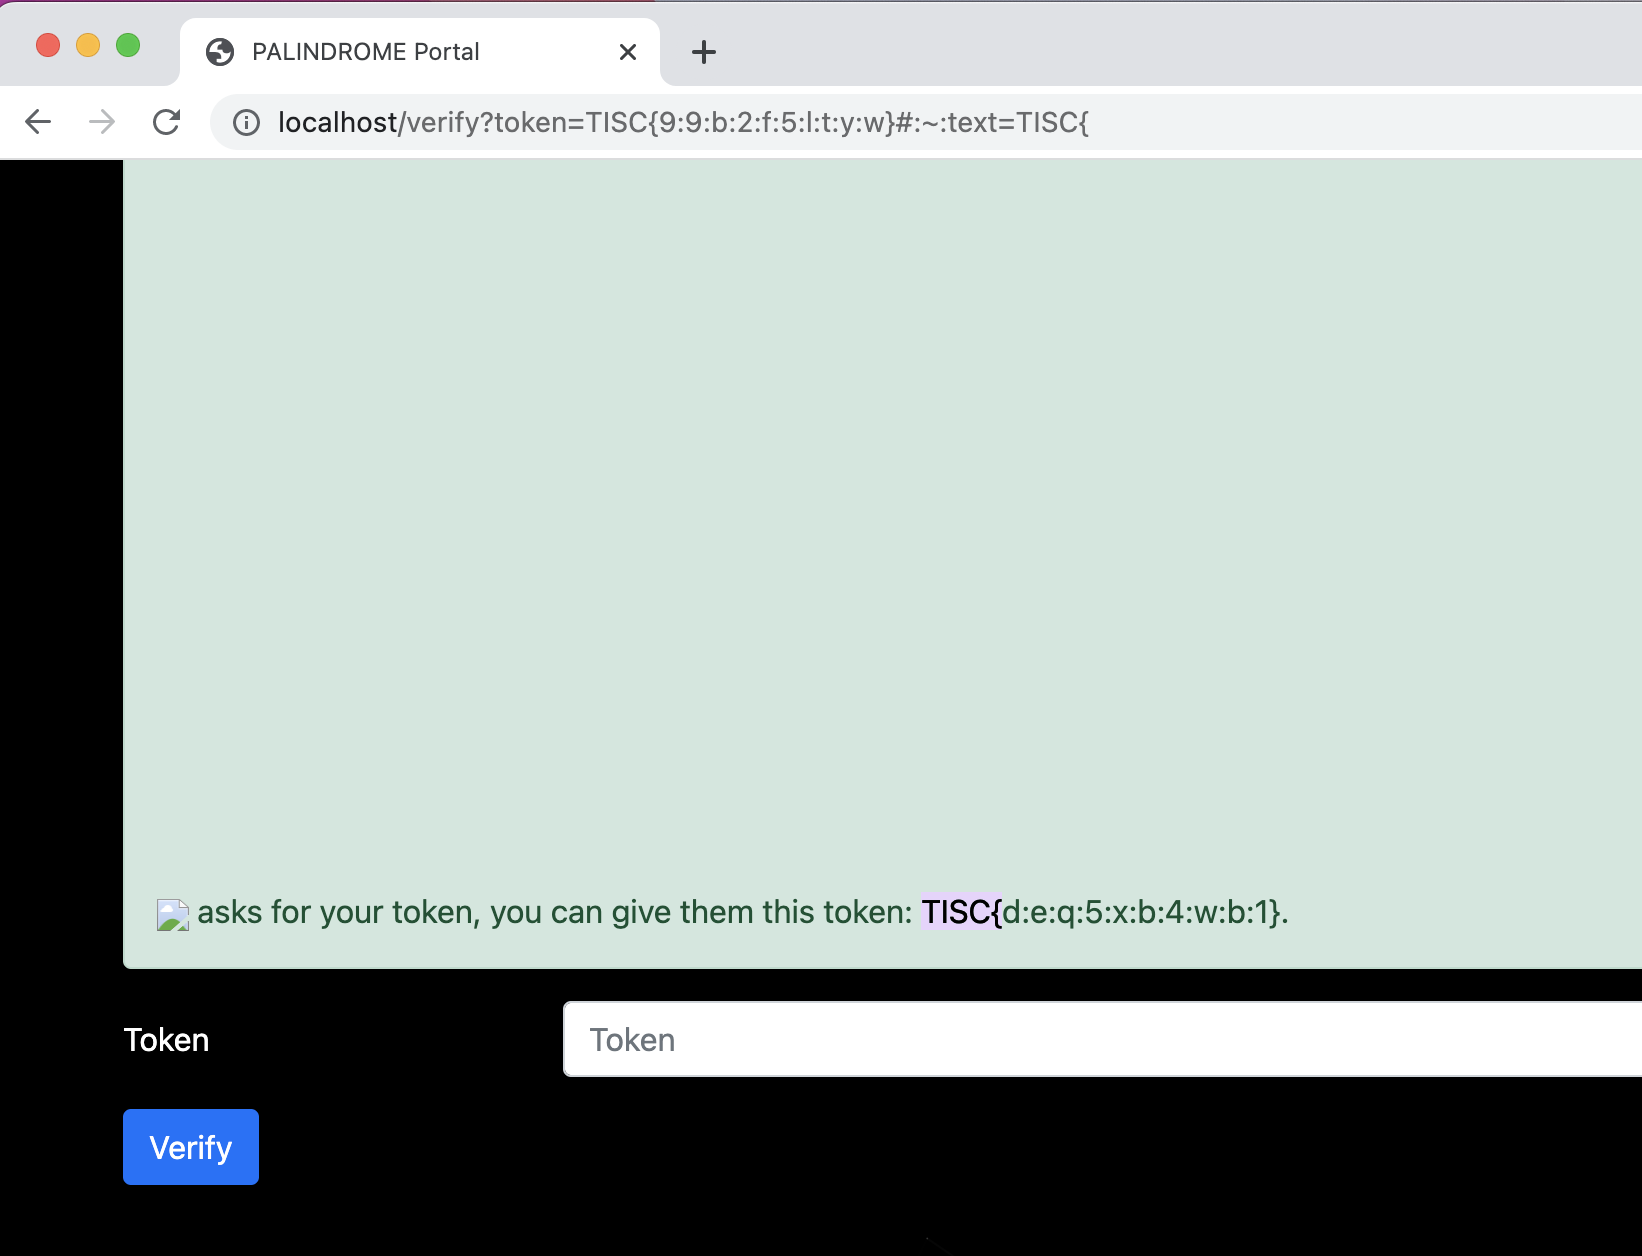 PALINDROME Portal
localhost/verify?token=TISC{9:9:b:2:f:5:l:t:y:w}#:~:text=TISC{
asks for your token, you can give them this token: TISC{d:e:q:5:x:b:4:w:b:1}.
Token
Token
Verify